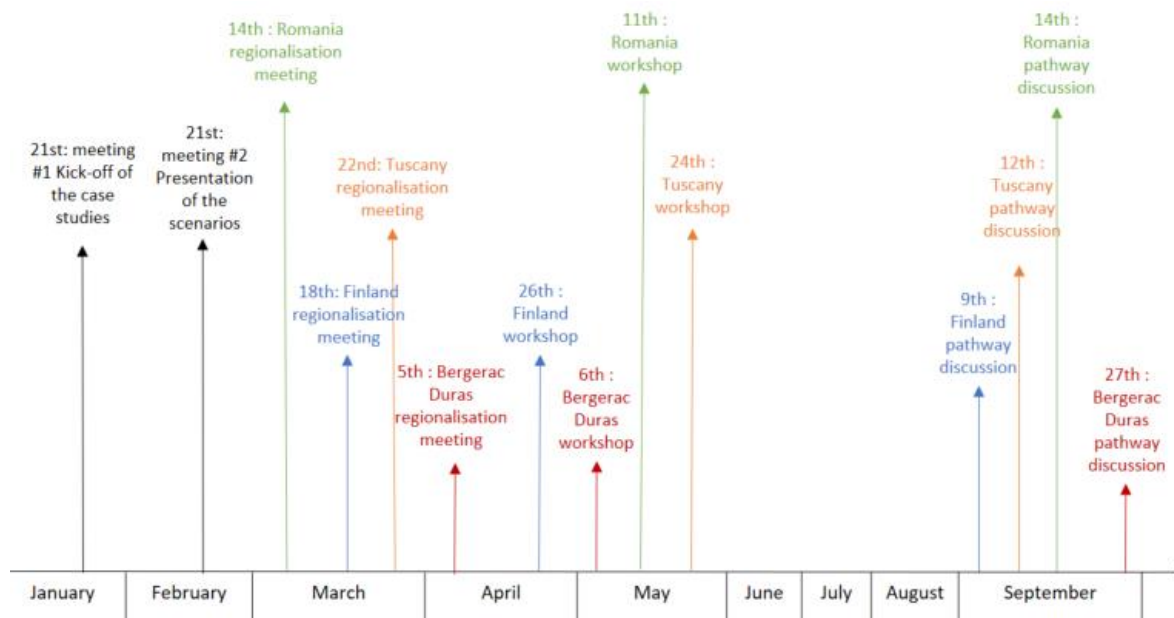 21st: meeting
#1 Kick-off of
the case
studies
21st:
meeting #2
Presentation
of the
scenarios
14th : Romania
regionalisation
meeting
18th: Finland
regionalisation
meeting
22nd: Tuscany
regionalisation
meeting
5th : Bergerac
Duras
regionalisation
meeting
26th :
Finland
workshop
6th :
Bergerac
Duras
workshop
11th :
Romania
workshop
24th :
Tuscany
workshop
9th :
Finland
pathway
discussion
12th :
Tuscany
pathway
discussion
14th :
Romania
pathway
discussion
27th :
Bergerac
Duras
pathway
discussion
January
February
March
April
May
June
July
August
September